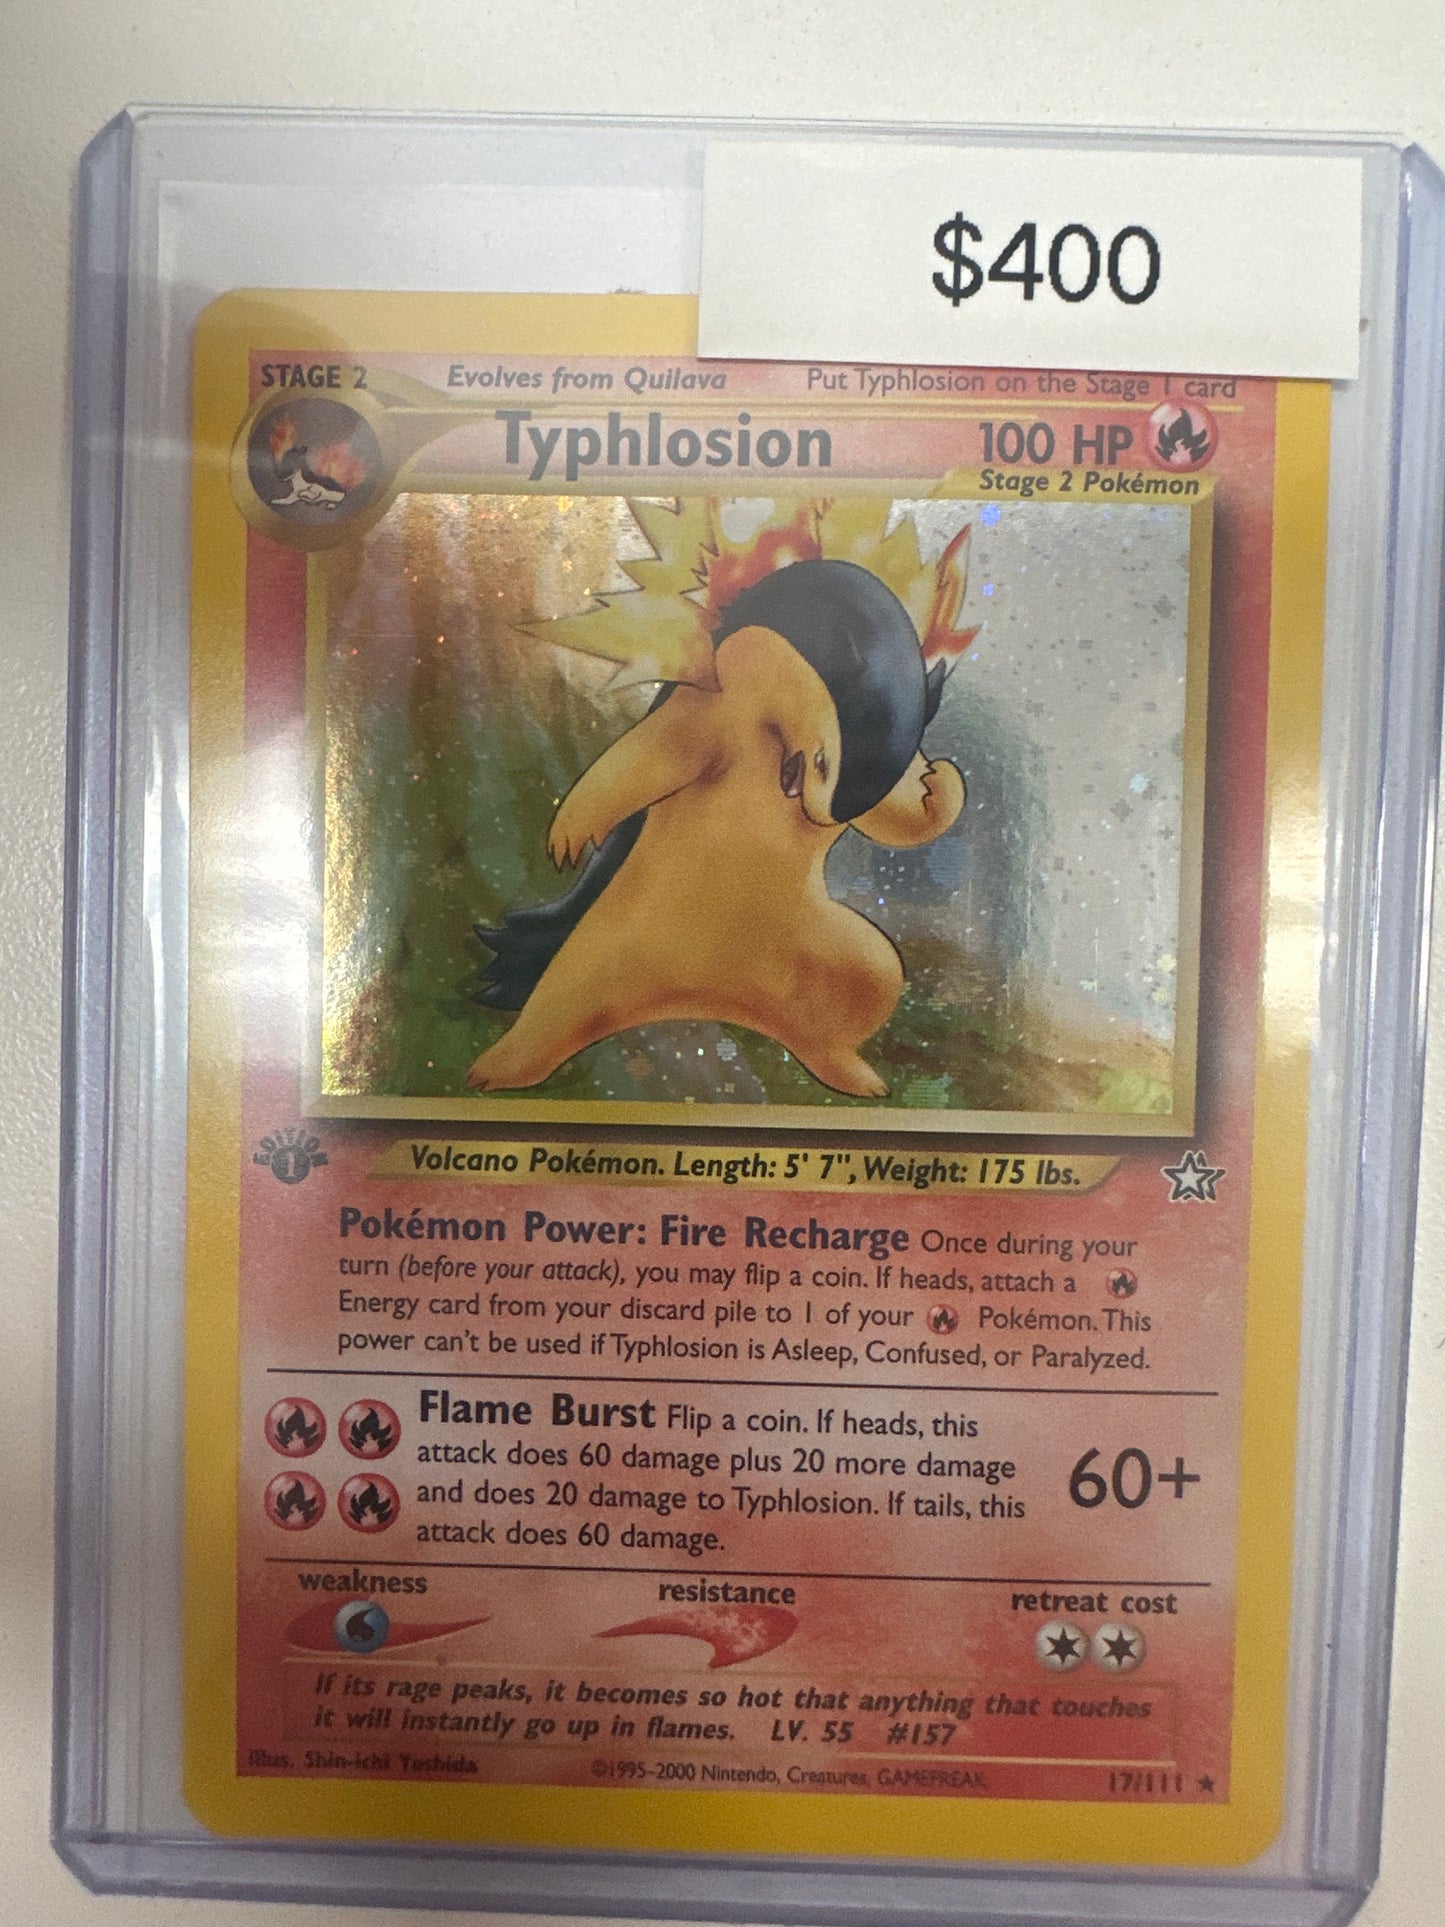 $400
STAGE 2 Evolves from Quilava Put Typhlosion on the Stage 1 card
Typhlosion 100 HP
Stage 2 Pokémon
EDITION
1
Volcano Pokémon. Length: 5' 7", Weight: 175 lbs.
Pokémon Power: Fire Recharge Once during your
turn (before your attack), you may flip a coin. If heads, attach a
Energy card from your discard pile to 1 of your Pokémon. This
power can't be used if Typhlosion is Asleep, Confused, or Paralyzed.
Flame Burst Flip a coin. If heads, this
attack does 60 damage plus 20 more damage
and does 20 damage to Typhlosion. If tails, this
attack does 60 damage.
60+
weakness resistance retreat cost
If its rage peaks, it becomes so hot that anything that touches
it will instantly go up in flames. LV. 55 #157
Illus. Shin-ichi Yoshida ©1995-2000 Nintendo, Creatures, GAMEFREAK 17/111 ★